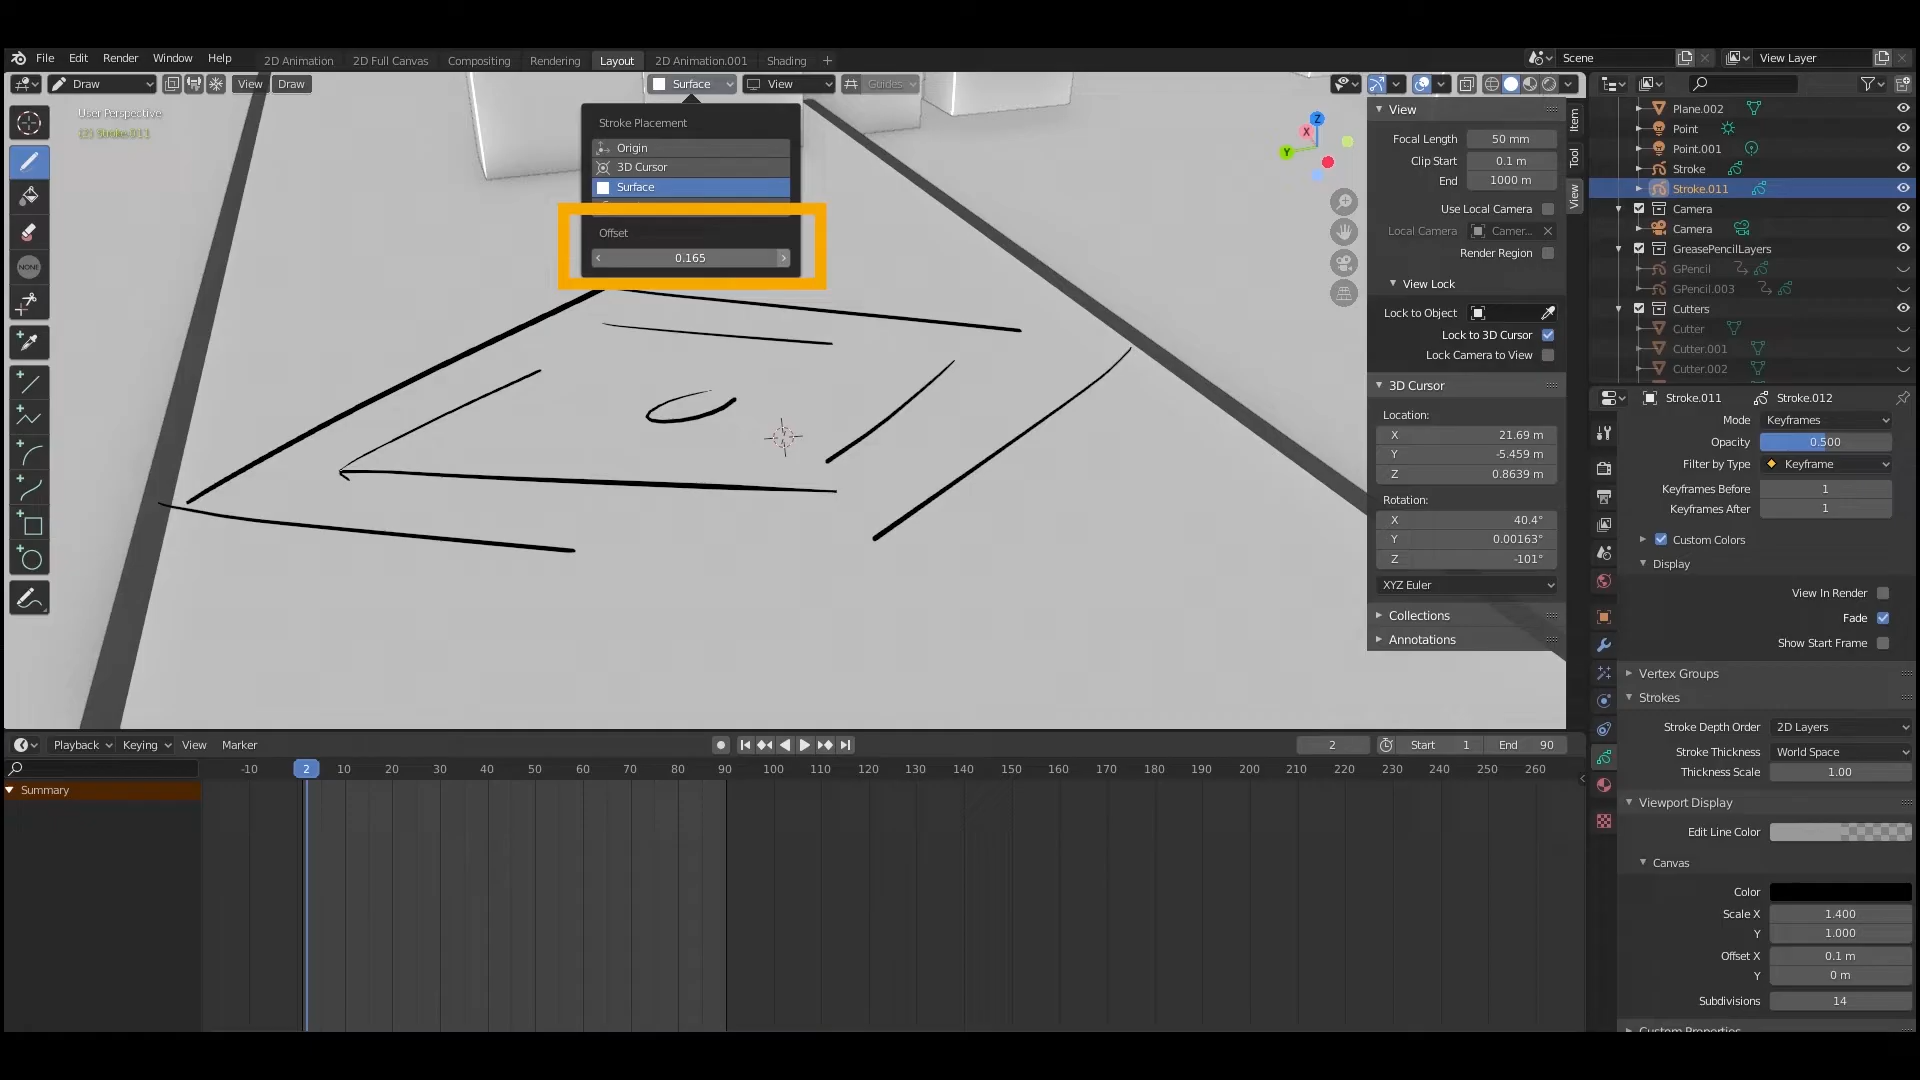 File Edit Render Window Help 2D Animation 2D Full Canvas Compositing Rendering Layout 2D Animation.001 Shading + Scene View Layer
Draw View Draw Surface View Guides
User Perspective
(2) Stroke.011
Stroke Placement
Origin
3D Cursor
Surface
Offset
0.165
X
Y
Z
View
Focal Length 50 mm
Clip Start 0.1 m
End 1000 m
Use Local Camera
Local Camera Camer...
Render Region
View Lock
Lock to Object
Lock to 3D Cursor
Lock Camera to View
3D Cursor
Location:
X 21.69 m
Y -5.459 m
Z 0.8639 m
Rotation:
X 40.4°
Y 0.00163°
Z -101°
XYZ Euler
Collections
Annotations
Item
Tool
View
NONE
Plane.002
Point
Point.001
Stroke
Stroke.011
Camera
Camera
GreasePencilLayers
GPencil
GPencil.003
Cutters
Cutter
Cutter.001
Cutter.002
Stroke.011 Stroke.012
Mode Keyframes
Opacity 0.500
Filter by Type Keyframe
Keyframes Before 1
Keyframes After 1
Custom Colors
Display
View In Render
Fade
Show Start Frame
Vertex Groups
Strokes
Stroke Depth Order 2D Layers
Stroke Thickness World Space
Thickness Scale 1.00
Viewport Display
Edit Line Color
Canvas
Color
Scale X 1.400
Y 1.000
Offset X 0.1 m
Y 0 m
Subdivisions 14
Custom Properties
Playback Keying View Marker 2 Start 1 End 90
-10 2 10 20 30 40 50 60 70 80 90 100 110 120 130 140 150 160 170 180 190 200 210 220 230 240 250 260
Summary